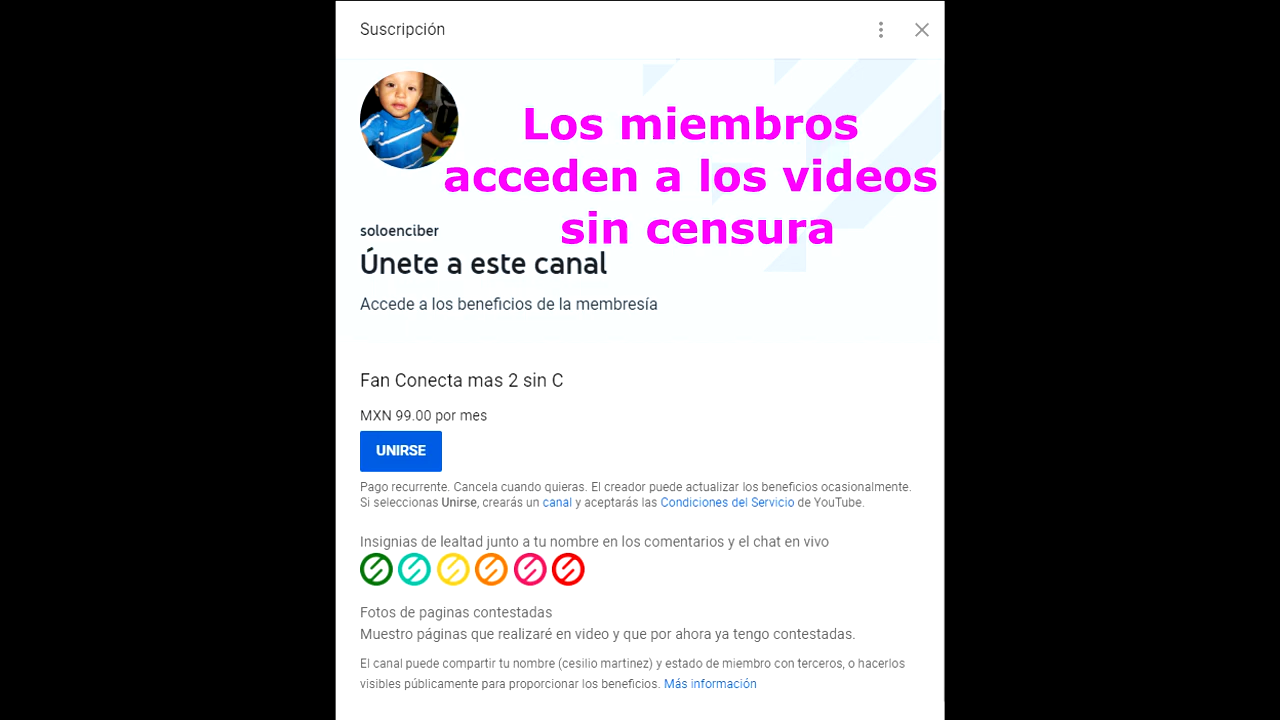 Suscripción
Los miembros
acceden a los videos
sin censura
soloenciber
Únete a este canal
Accede a los beneficios de la membresía
Fan Conecta mas 2 sin C
MXN 99.00 por mes
UNIRSE
Pago recurrente. Cancela cuando quieras. El creador puede actualizar los beneficios ocasionalmente.
Si seleccionas Unirse, crearás un canal y aceptarás las Condiciones del Servicio de YouTube.
Insignias de lealtad junto a tu nombre en los comentarios y el chat en vivo
Fotos de paginas contestadas
Muestro páginas que realizaré en video y que por ahora ya tengo contestadas.
El canal puede compartir tu nombre (cesilio martinez) y estado de miembro con terceros, o hacerlos
visibles públicamente para proporcionar los beneficios. Más información